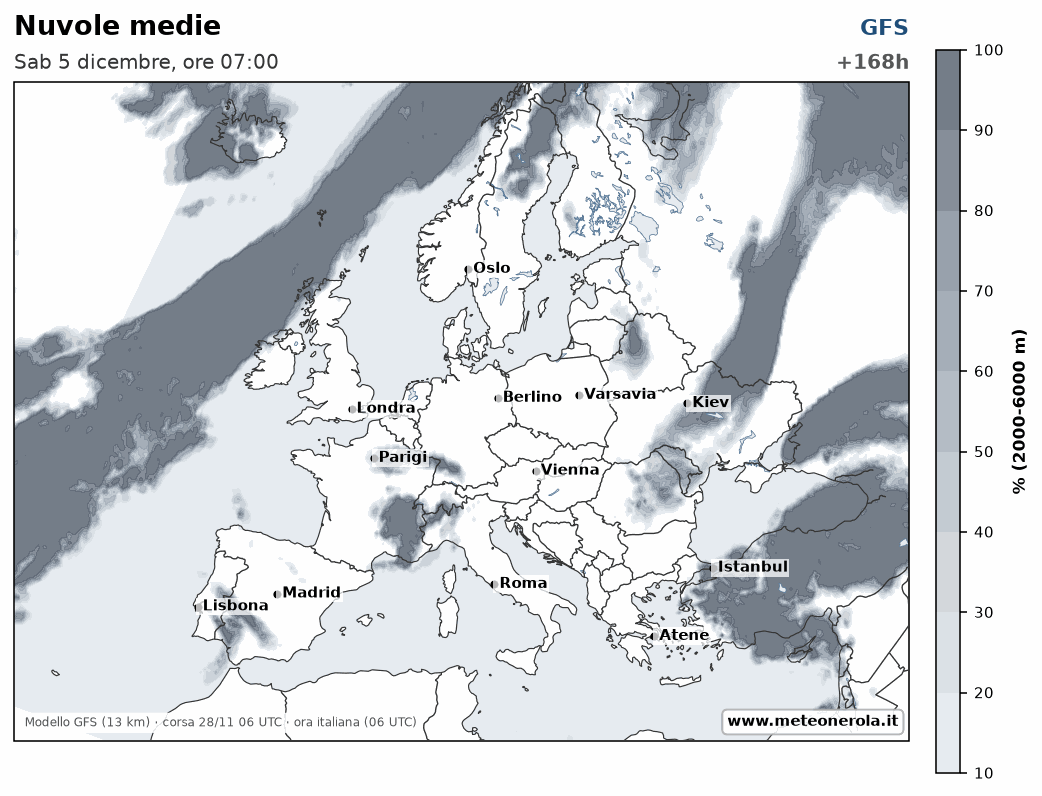 Nuvole medie
GFS
Sab 5 dicembre, ore 07:00
+168h
100
90
80
70
60
50
40
30
20
10
% (2000-6000 m)
Oslo
Londra
Berlino
Varsavia
Kiev
Parigi
Vienna
Istanbul
Roma
Madrid
Lisbona
Atene
Modello GFS (13 km) · corsa 28/11 06 UTC · ora italiana (06 UTC)
www.meteonerola.it